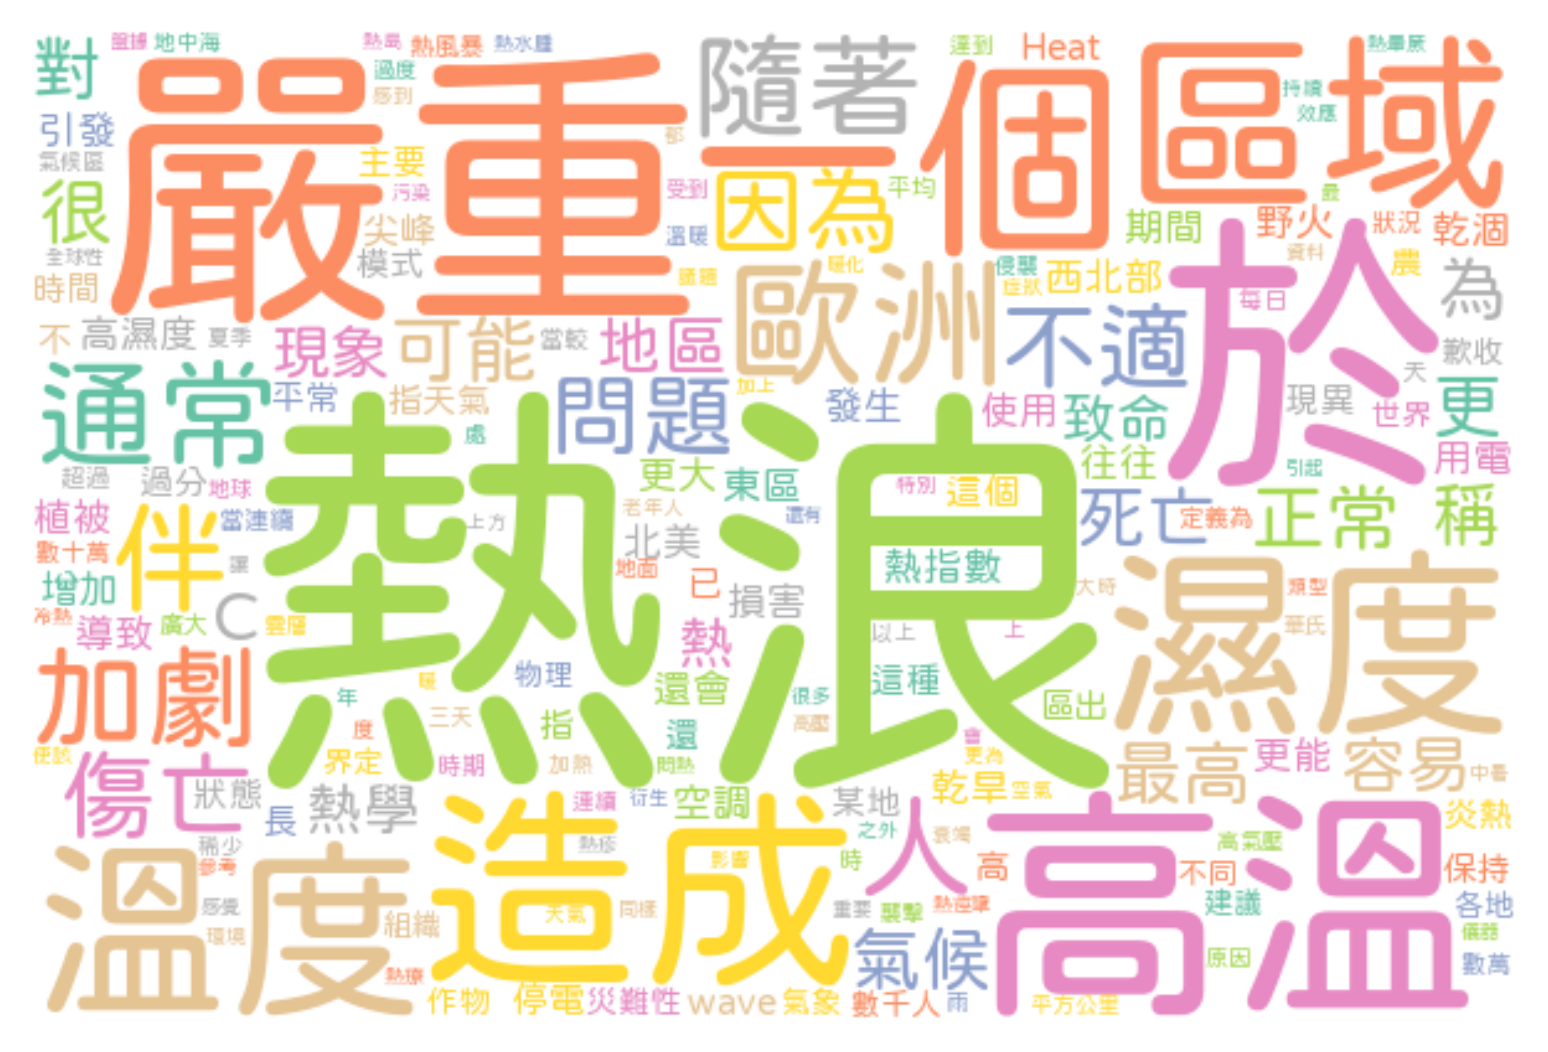 對
盤據
地中海
熱島
熱風暴
熱水腫
過度
感到
嚴重
隨著
達到
Heat
一個
區域
熱暈厥
持續
效應
引發
氣候區
主要
污染
很
尖峰
全球性
模式
時間
受到
溫暖
因為
平均
期間
野火
狀況
乾涸
資料
最
農
暖化
侵襲
症狀
西北部
每日
為
於
不
高濕度
夏季
現象
可能
當較
地區
歐洲
不適
歉收
通常
平常
指天氣
處
問題
加上
發生
使用
致命
現異
天
世界
更
超過
過分
地球
更大
東區
特別
這個
往往
引起
用電
植被
伴
當連續
熱浪
上方
老年人
北美
還有
死亡
定義為
正常
稱
數十萬
增加
讓
地面
已
損害
熱指數
大時
類型
濕度
冷熱
導致
廣大
C
雲層
熱
以上
上
華氏
加劇
物理
暖
還會
很多
這種
區出
年
度
三天
指
還
高壓
會
更為
使該
界定
時期
加熱
悶熱
最高
更能
容易
中暑
傷亡
狀態
長
熱學
連續
衍生
空調
某地
乾旱
空氣
炎熱
稀少
參考
溫度
造成
熱疹
影響
之外
時
人
衰竭
高
高溫
高氣壓
不同
保持
感覺
環境
組織
天氣
同樣
重要
襲擊
熱痙攣
建議
各地
儀器
熱療
氣候
原因
數萬
作物
停電
災難性
wave
氣象
數千人
雨
平方公里